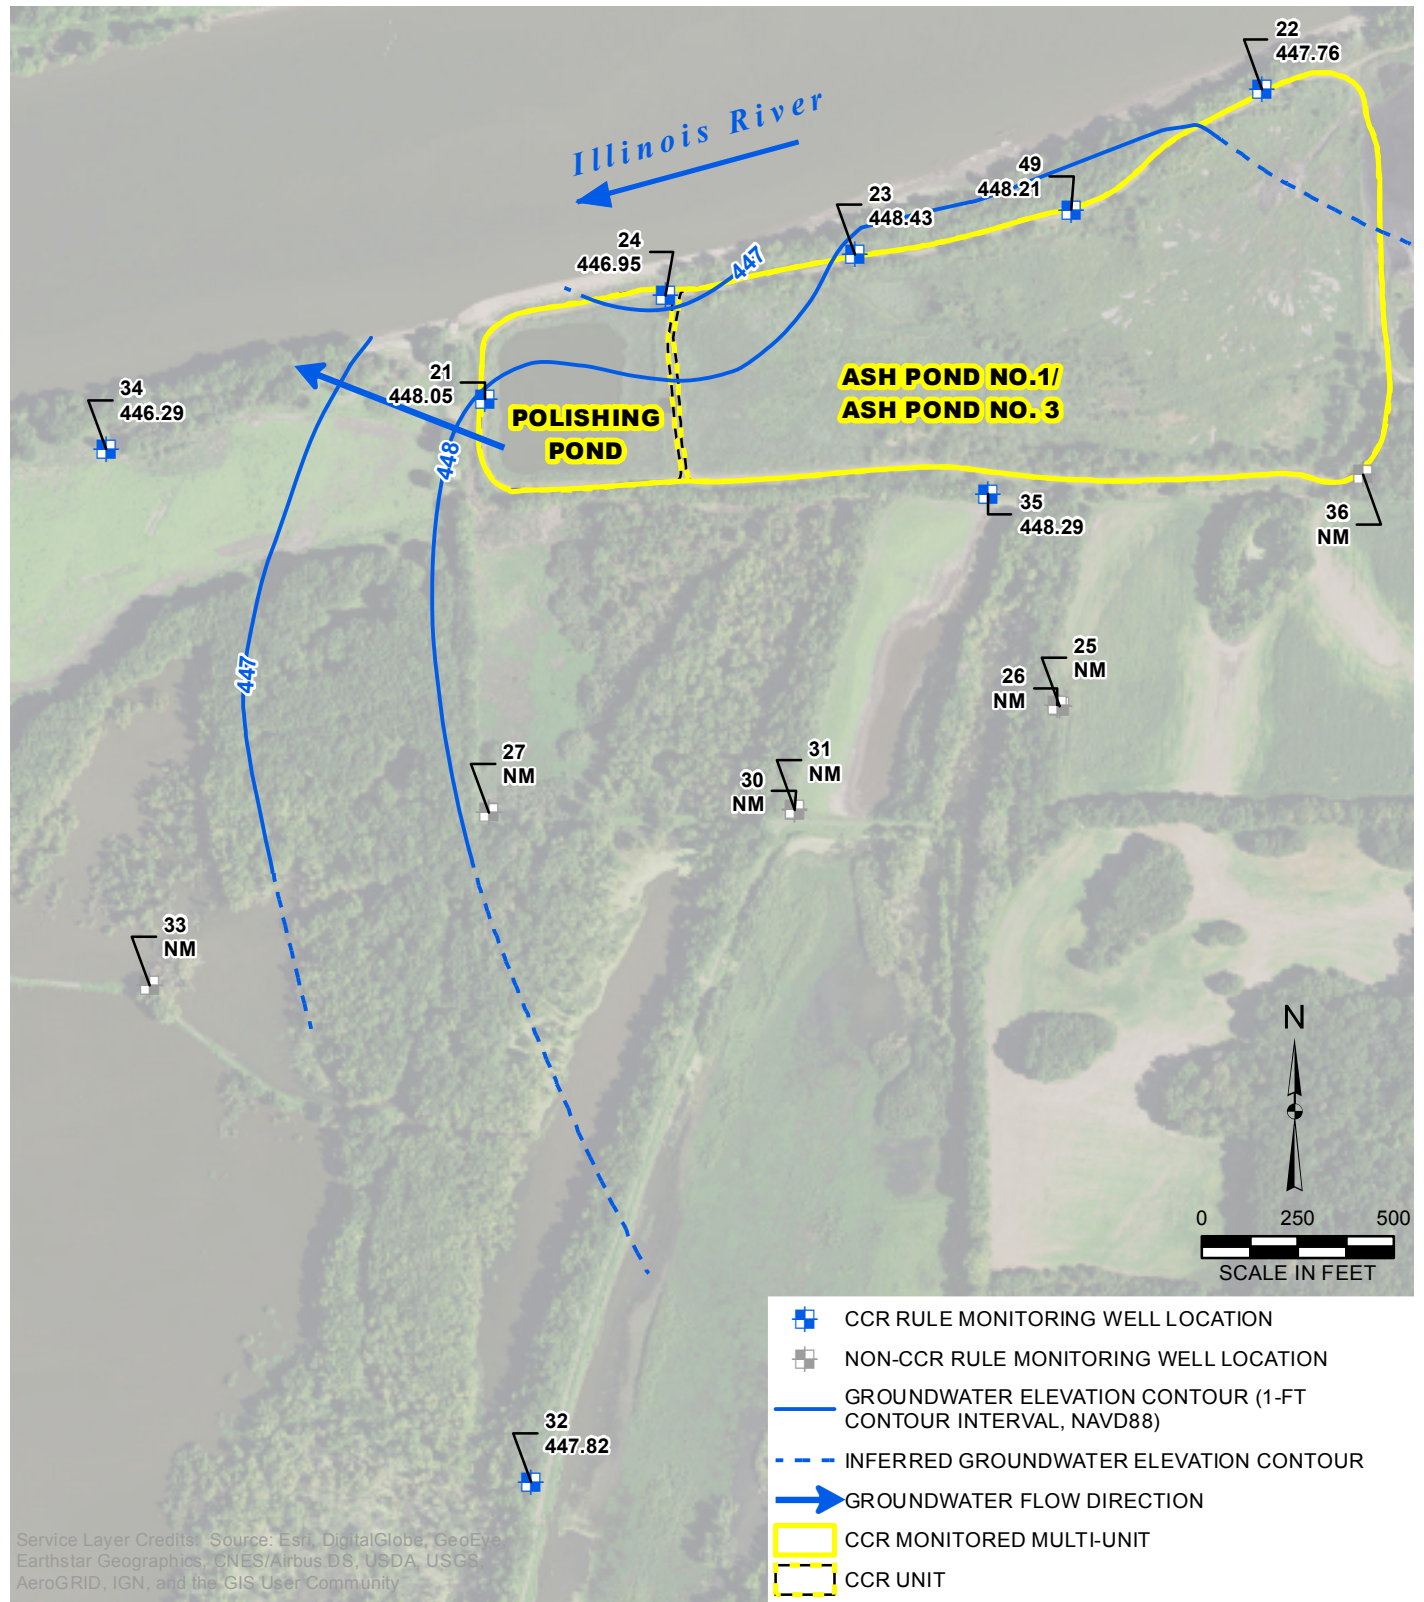 22
447.76
Illinois River
49
448.21
23
448.43
24
446.95
447
34
446.29
21
448.05
ASH POND NO.1/
ASH POND NO. 3
POLISHING
POND
448
35
448.29
36
NM
447
25
NM
26
NM
27
NM
31
NM
30
NM
33
NM
N
0 250 500
SCALE IN FEET
32
447.82
CCR RULE MONITORING WELL LOCATION
NON-CCR RULE MONITORING WELL LOCATION
GROUNDWATER ELEVATION CONTOUR (1-FT
CONTOUR INTERVAL, NAVD88)
INFERRED GROUNDWATER ELEVATION CONTOUR
GROUNDWATER FLOW DIRECTION
CCR MONITORED MULTI-UNIT
CCR UNIT
Service Layer Credits: Source: Esri, DigitalGlobe, GeoEye,
Earthstar Geographics, CNES/Airbus DS, USDA, USGS,
AeroGRID, IGN, and the GIS User Community